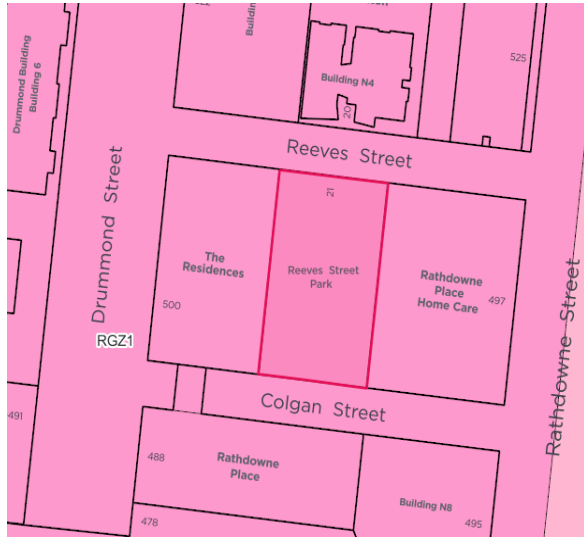 Buildin
Drummond Building
Building 6
Building N4
20
525
Reeves Street
Drummond Street
21
The
Residences
Reeves Street
Park
Rathdowne
Place
Home Care
497
500
RGZ1
Rathdowne Street
Colgan Street
491
488
Rathdowne
Place
Building N8
478
495